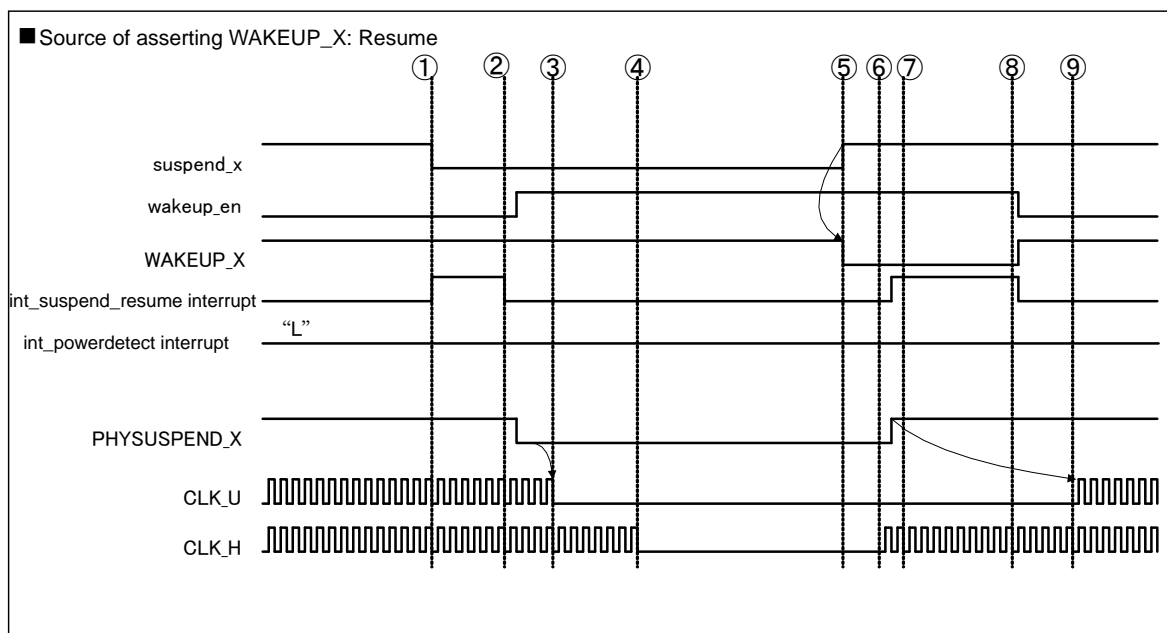 ■ Source of asserting WAKEUP_X: Resume
① ② ③ ④ ⑤ ⑥ ⑦ ⑧ ⑨
suspend_x
wakeup_en
WAKEUP_X
int_suspend_resume interrupt
“L”
int_powerdetect interrupt
PHYSUSPEND_X
CLK_U
CLK_H